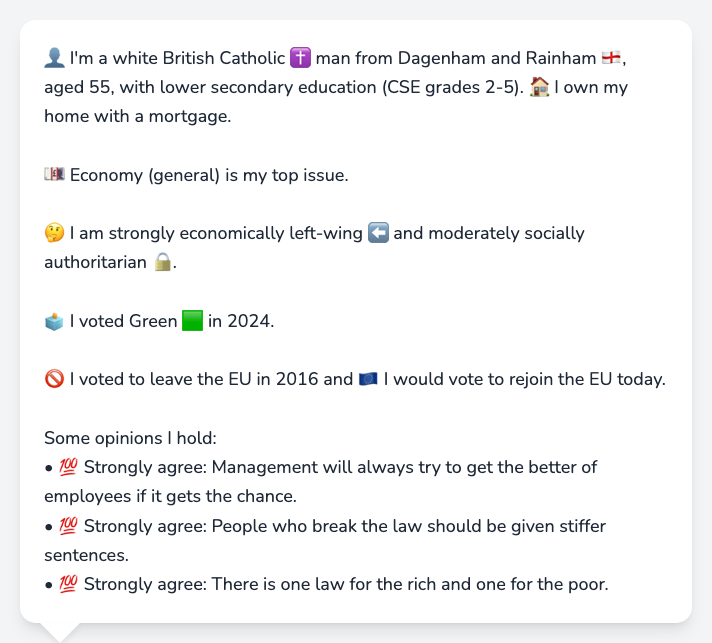 👤 I'm a white British Catholic ✝️ man from Dagenham and Rainham 🏴󠁧󠁢󠁥󠁮󠁧󠁿,
aged 55, with lower secondary education (CSE grades 2-5). 🏠 I own my
home with a mortgage.
💷 Economy (general) is my top issue.
🤔 I am strongly economically left-wing ⬅️ and moderately socially
authoritarian 🔒.
🗳️ I voted Green 🟩 in 2024.
🚫 I voted to leave the EU in 2016 and 🇪🇺 I would vote to rejoin the EU today.
Some opinions I hold:
• 💯 Strongly agree: Management will always try to get the better of
employees if it gets the chance.
• 💯 Strongly agree: People who break the law should be given stiffer
sentences.
• 💯 Strongly agree: There is one law for the rich and one for the poor.